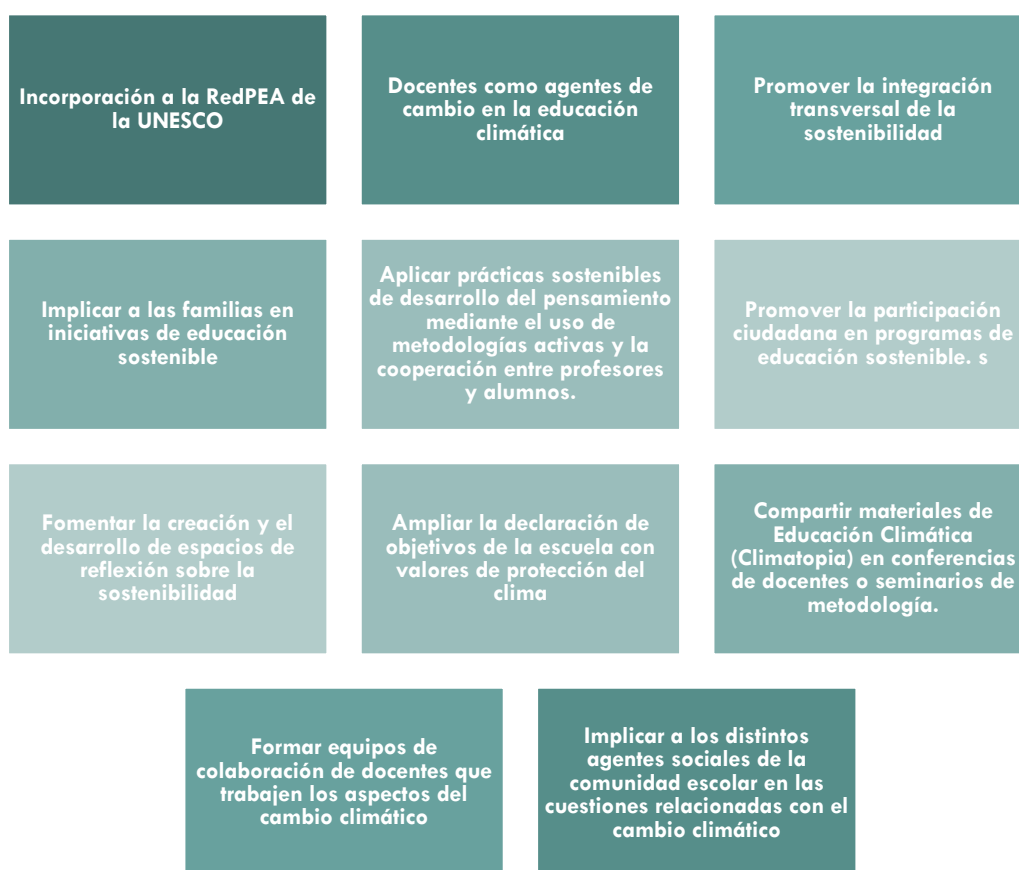 Incorporación a la RedPEA de
la UNESCO
Docentes como agentes de
cambio en la educación
climática
Promover la integración
transversal de la
sostenibilidad
Implicar a las familias en
iniciativas de educación
sostenible
Aplicar prácticas sostenibles
de desarrollo del pensamiento
mediante el uso de
metodologías activas y la
cooperación entre profesores
y alumnos.
Promover la participación
ciudadana en programas de
educación sostenible. s
Fomentar la creación y el
desarrollo de espacios de
reflexión sobre la
sostenibilidad
Ampliar la declaración de
objetivos de la escuela con
valores de protección del
clima
Compartir materiales de
Educación Climática
(Climatopia) en conferencias
de docentes o seminarios de
metodología.
Formar equipos de
colaboración de docentes que
trabajen los aspectos del
cambio climático
Implicar a los distintos
agentes sociales de la
comunidad escolar en las
cuestiones relacionadas con el
cambio climático